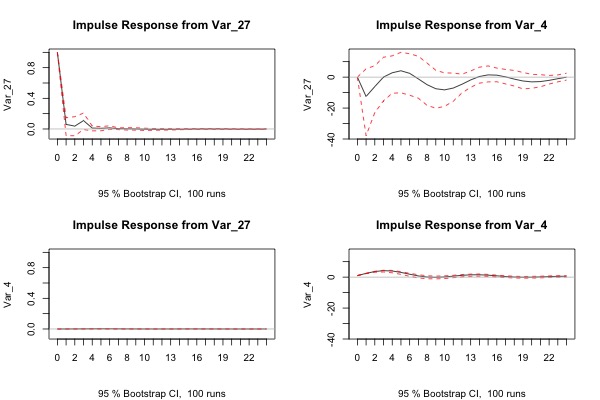 Impulse Response from Var_27
Var_27
0.0 0.4 0.8
0 2 4 6 8 10 13 16 19 22
95 % Bootstrap CI, 100 runs
Impulse Response from Var_4
Var_27
-40 -20 0
0 2 4 6 8 10 13 16 19 22
95 % Bootstrap CI, 100 runs
Impulse Response from Var_27
Var_4
0.0 0.4 0.8
0 2 4 6 8 10 13 16 19 22
95 % Bootstrap CI, 100 runs
Impulse Response from Var_4
Var_4
-40 -20 0
0 2 4 6 8 10 13 16 19 22
95 % Bootstrap CI, 100 runs